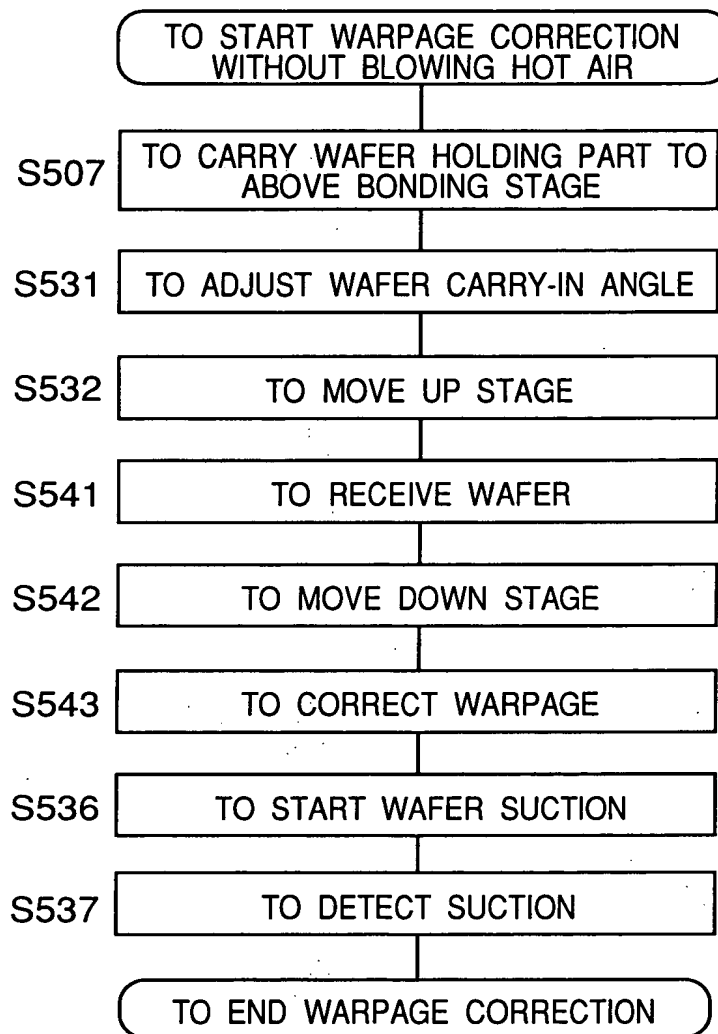 TO START WARPAGE CORRECTION
WITHOUT BLOWING HOT AIR
S507
TO CARRY WAFER HOLDING PART TO
ABOVE BONDING STAGE
S531
TO ADJUST WAFER CARRY-IN ANGLE
S532
TO MOVE UP STAGE
S541
TO RECEIVE WAFER
S542
TO MOVE DOWN STAGE
S543
TO CORRECT WARPAGE
S536
TO START WAFER SUCTION
S537
TO DETECT SUCTION
TO END WARPAGE CORRECTION